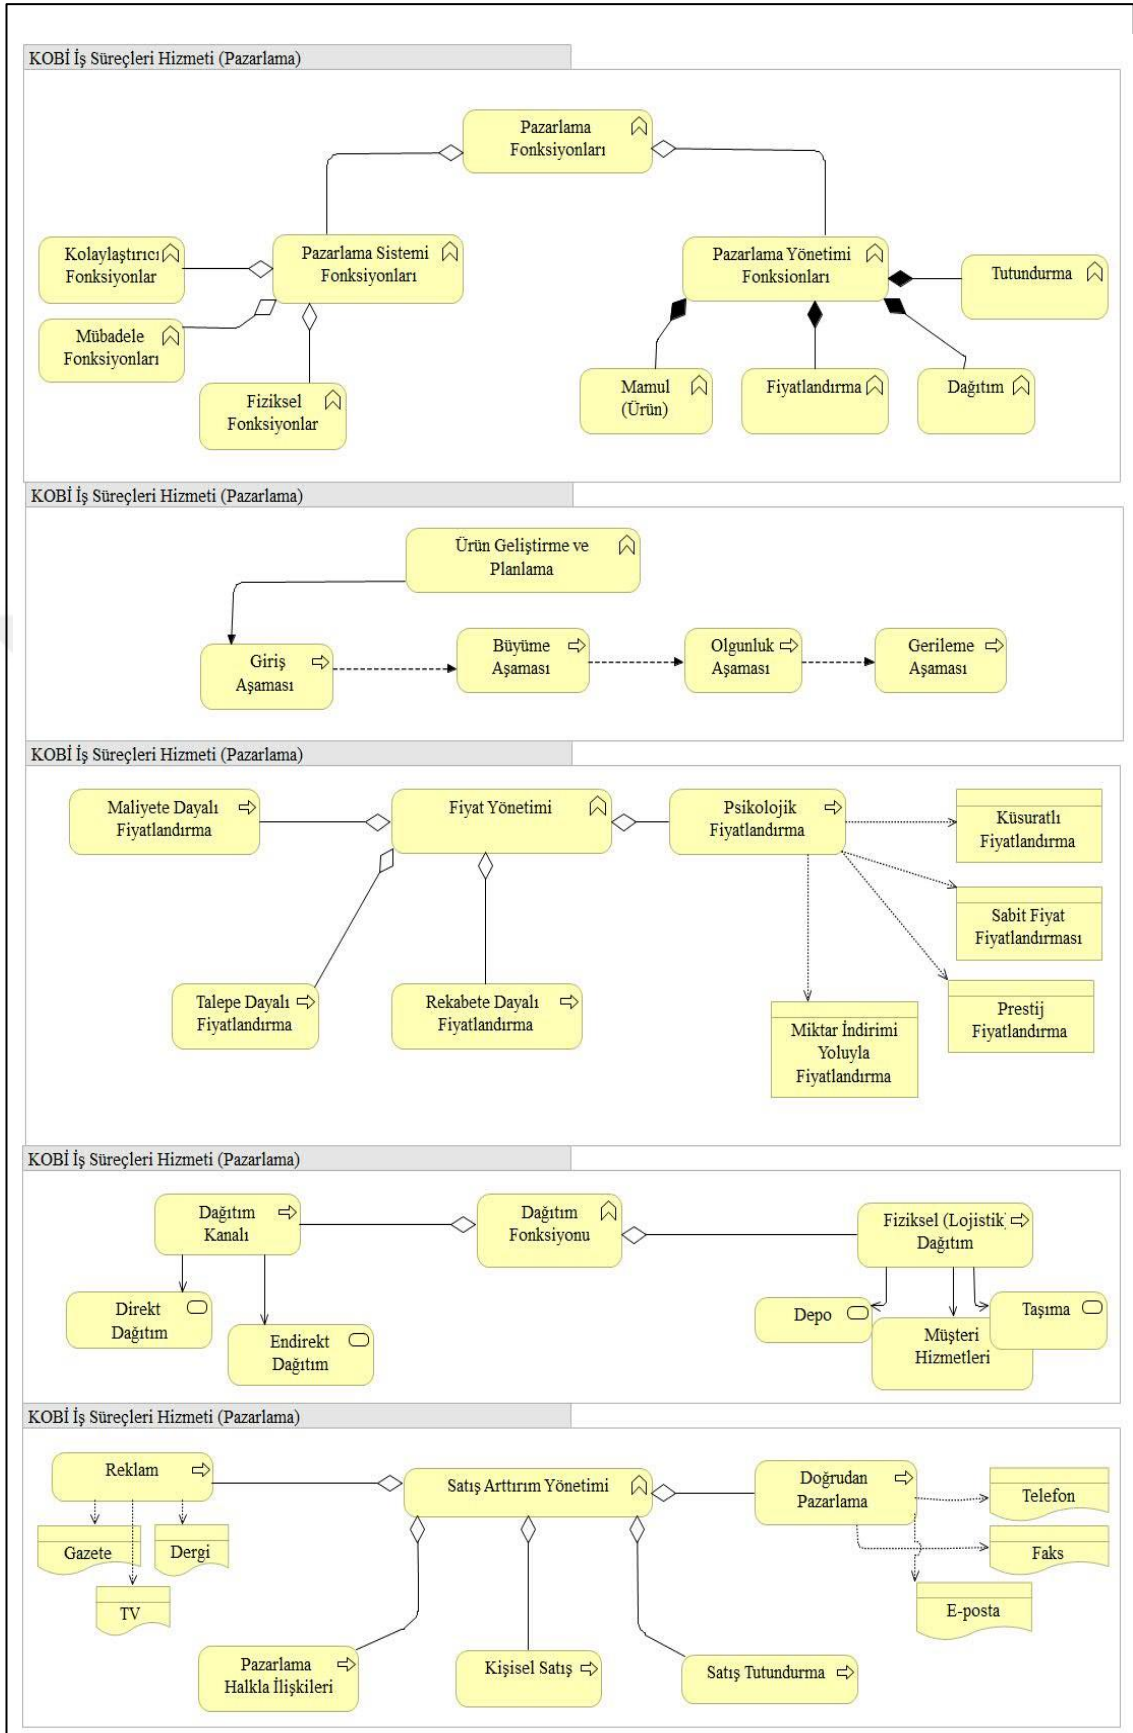 KOBİ İş Süreçleri Hizmeti (Pazarlama)
Pazarlama
Fonksiyonları
Kolaylaştırıcı
Fonksiyonlar
Pazarlama Sistemi
Fonksiyonları
Pazarlama Yönetimi
Fonksionları
Tutundurma
Mübadele
Fonksiyonları
Fiziksel
Fonksiyonlar
Mamul
(Ürün)
Fiyatlandırma
Dağıtım
KOBİ İş Süreçleri Hizmeti (Pazarlama)
Ürün Geliştirme ve
Planlama
Giriş
Aşaması
Büyüme
Aşaması
Olgunluk
Aşaması
Gerileme
Aşaması
KOBİ İş Süreçleri Hizmeti (Pazarlama)
Maliyete Dayalı
Fiyatlandırma
Fiyat Yönetimi
Psikolojik
Fiyatlandırma
Küsuratlı
Fiyatlandırma
Sabit Fiyat
Fiyatlandırması
Talepe Dayalı
Fiyatlandırma
Rekabete Dayalı
Fiyatlandırma
Miktar İndirimi
Yoluyla
Fiyatlandırma
Prestij
Fiyatlandırma
KOBİ İş Süreçleri Hizmeti (Pazarlama)
Dağıtım
Kanalı
Dağıtım
Fonksiyonu
Fiziksel (Lojistik)
Dağıtım
Direkt
Dağıtım
Endirekt
Dağıtım
Depo
Müşteri
Hizmetleri
Taşıma
KOBİ İş Süreçleri Hizmeti (Pazarlama)
Reklam
Satış Arttırım Yönetimi
Doğrudan
Pazarlama
Telefon
Gazete
Dergi
Faks
TV
E-posta
Pazarlama
Halkla İlişkileri
Kişisel Satış
Satış Tutundurma